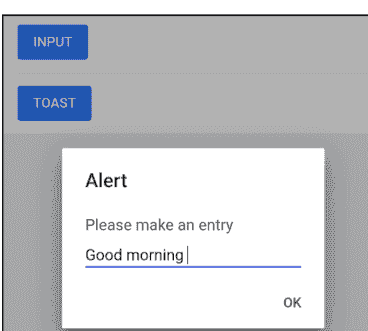 INPUT
TOAST
Alert
Please make an entry
Good morning
OK